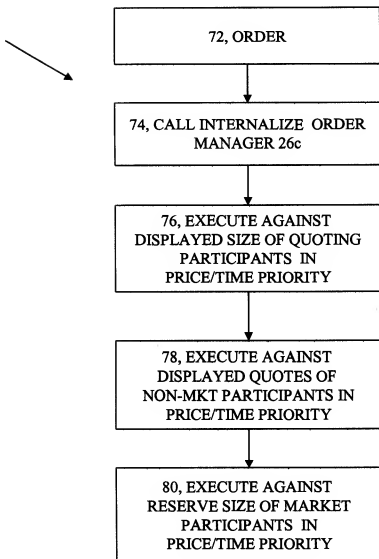 72, ORDER
74, CALL INTERNALIZE ORDER
MANAGER 26c
76, EXECUTE AGAINST
DISPLAYED SIZE OF QUOTING
PARTICIPANTS IN
PRICE/TIME PRIORITY
78, EXECUTE AGAINST
DISPLAYED QUOTES OF
NON-MKT PARTICIPANTS IN
PRICE/TIME PRIORITY
80, EXECUTE AGAINST
RESERVE SIZE OF MARKET
PARTICIPANTS IN
PRICE/TIME PRIORITY